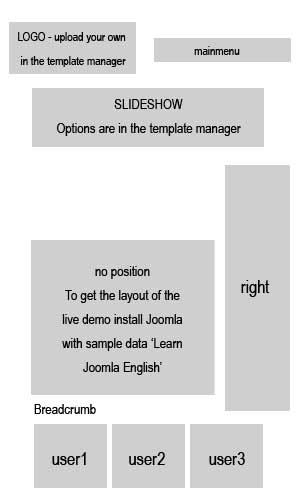 LOGO - upload your own
in the template manager
mainmenu
SLIDESHOW
Options are in the template manager
right
no position
To get the layout of the
live demo install Joomla
with sample data ‘Learn
Joomla English’
Breadcrumb
user1
user2
user3